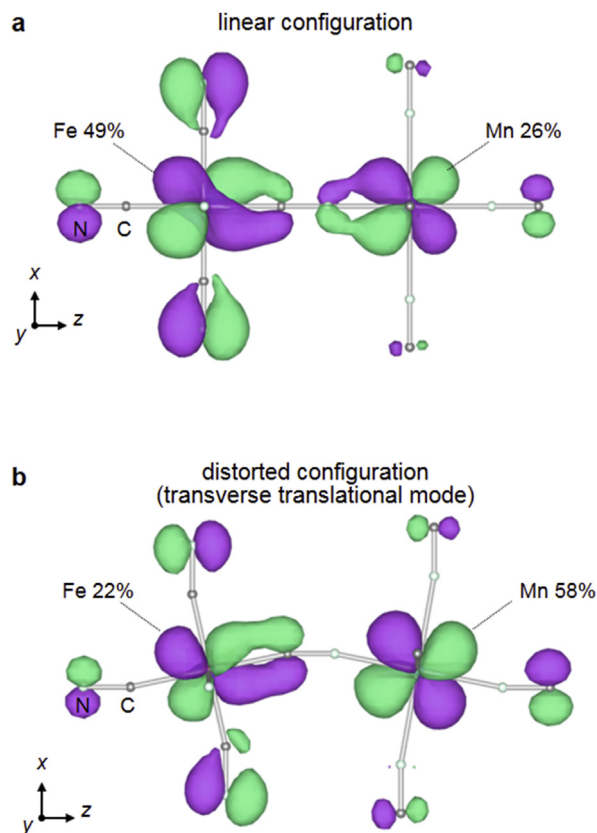 a
linear configuration
Fe 49%
Mn 26%
N
C
x
y
z
b
distorted configuration
(transverse translational mode)
Fe 22%
Mn 58%
N
C
x
y
z